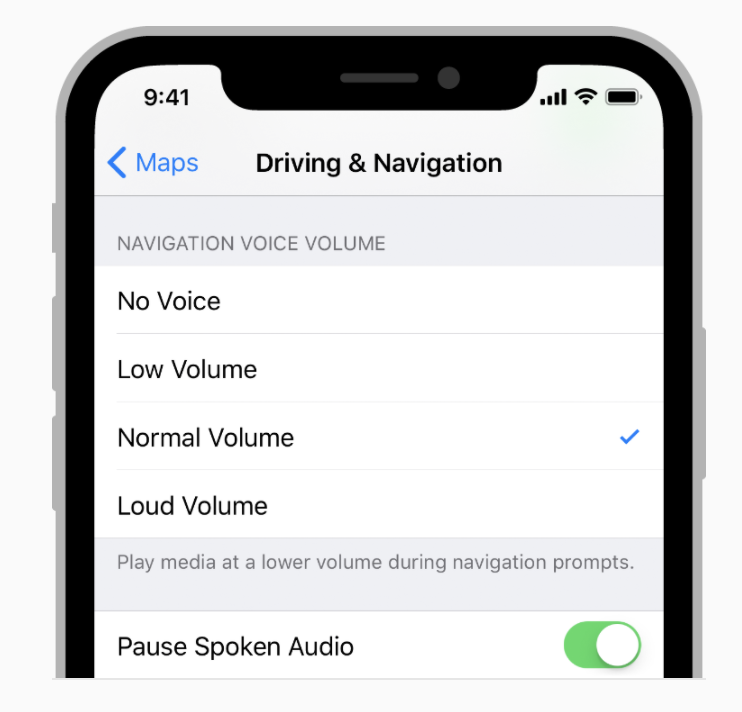 9:41
Maps
Driving & Navigation
NAVIGATION VOICE VOLUME
No Voice
Low Volume
Normal Volume
Loud Volume
Play media at a lower volume during navigation prompts.
Pause Spoken Audio